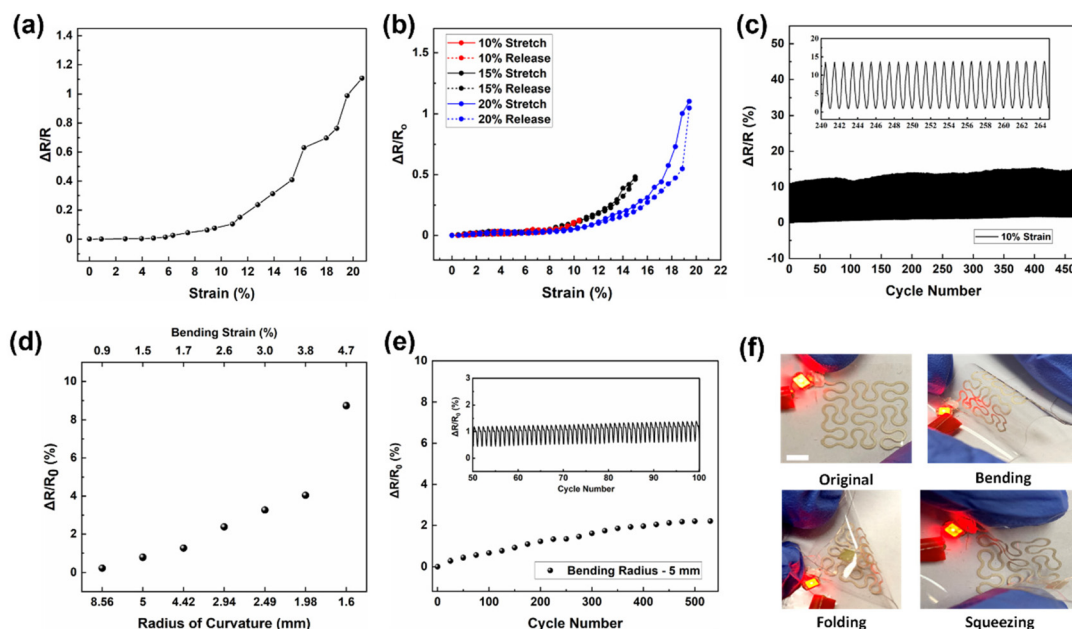 (a)
1.4
1.2
1
0.8
0.6
0.4
0.2
0
ΔR/R
0 2 4 6 8 10 12 14 16 18 20
Strain (%)
(b)
10% Stretch
10% Release
15% Stretch
15% Release
20% Stretch
20% Release
1.5
1
0.5
0
ΔR/Ro
0 2 4 6 8 10 12 14 16 18 20 22
Strain (%)
(c)
50
40
30
20
10
0
-10
ΔR/R (%)
20
15
10
5
0
240 242 244 246 248 250 252 254 256 258 260 262 264
10% Strain
0 50 100 150 200 250 300 350 400 450
Cycle Number
(d)
Bending Strain (%)
0.9 1.5 1.7 2.6 3.0 3.8 4.7
10
8
6
4
2
0
ΔR/R0 (%)
8.56 5 4.42 2.94 2.49 1.98 1.6
Radius of Curvature (mm)
(e)
10
8
6
4
2
0
ΔR/R0 (%)
3
2
1
0
ΔR/R0 (%)
50 60 70 80 90 100
Cycle Number
Bending Radius - 5 mm
0 50 100 150 200 250 300 350 400 450 500
Cycle Number
(f)
Original
Bending
Folding
Squeezing